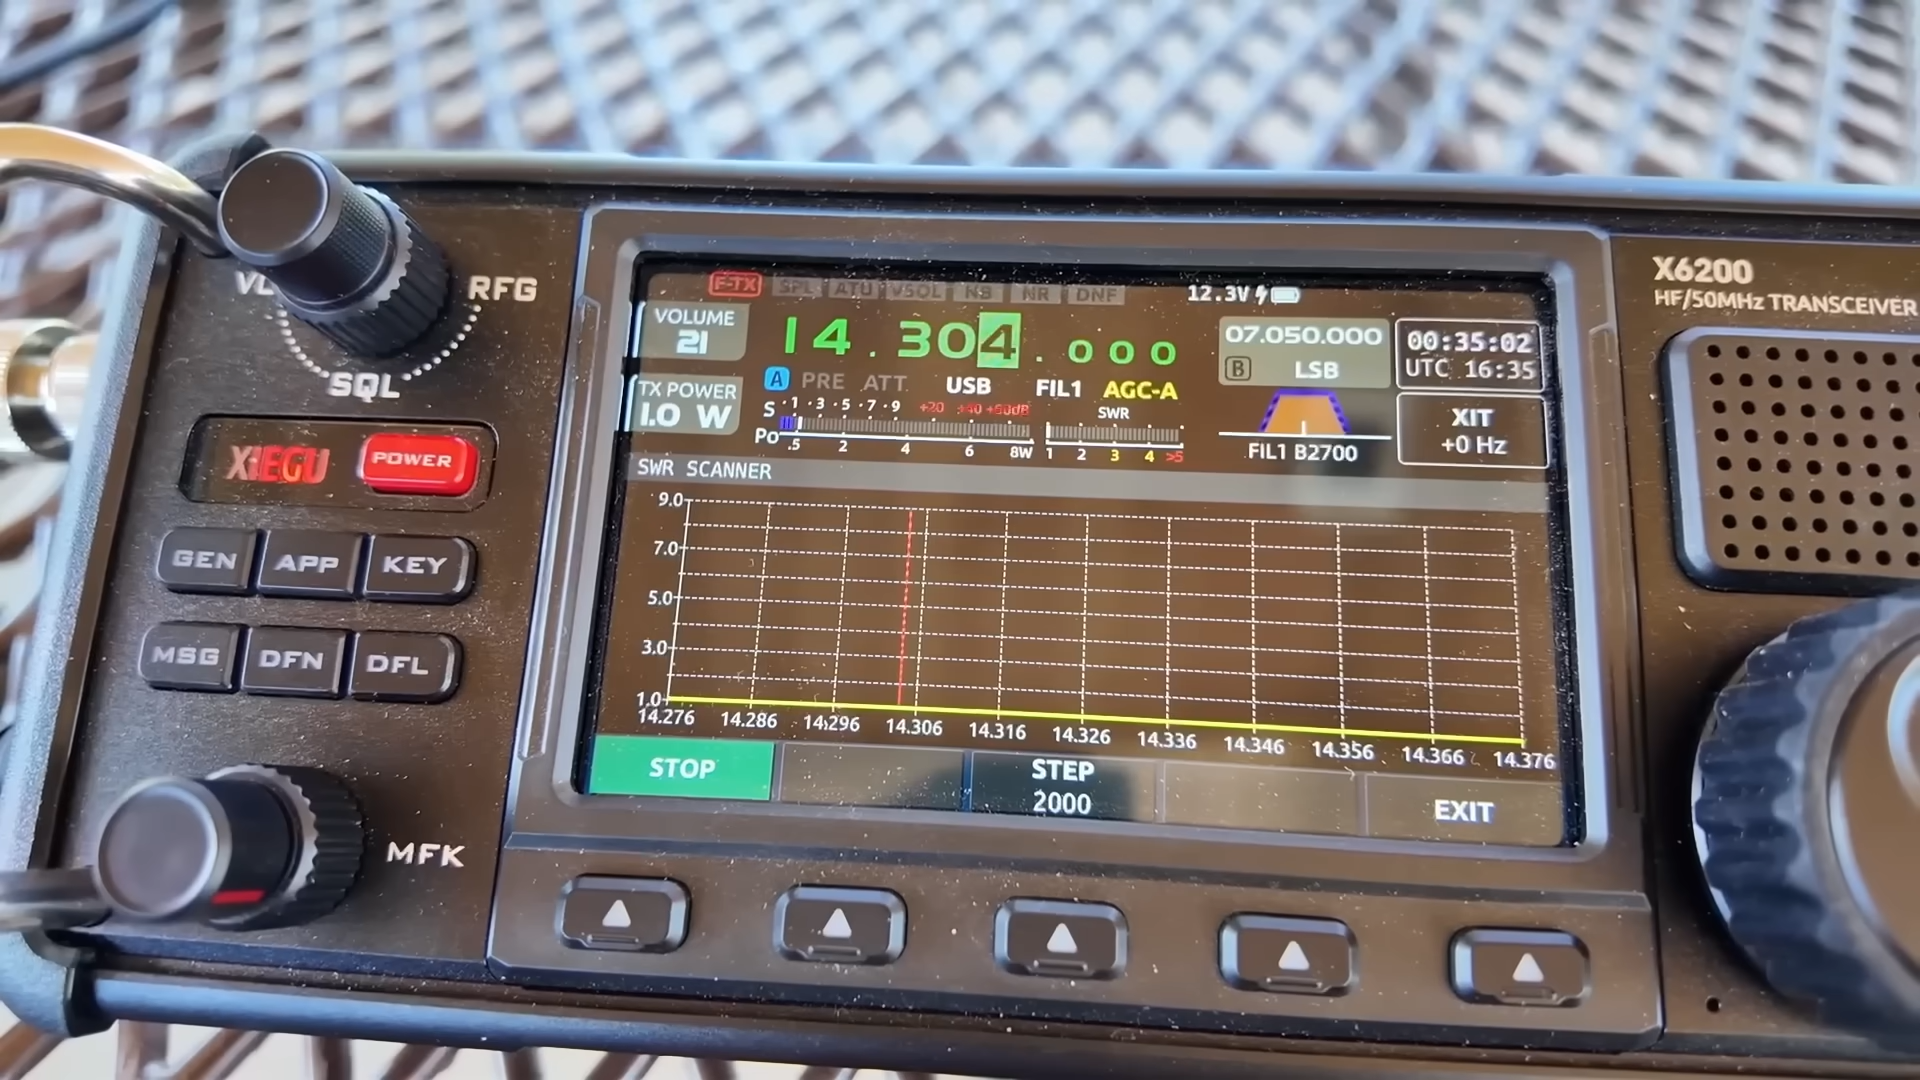 F-TX SPL ATU VSQL NB NR DNF 12.3V
VOLUME
21
14.304.000
07.050.000
B LSB
00:35:02
UTC 16:35
A PRE ATT USB FIL1 AGC-A
TX POWER
1.0 W
S 1 3 5 7 9 +20 +40 +60dB SWR
Po .5 2 4 6 8W 1 2 3 4 >5
FIL1 B2700
XIT
+0 Hz
SWR SCANNER
9.0
7.0
5.0
3.0
1.0
14.276 14.286 14.296 14.306 14.316 14.326 14.336 14.346 14.356 14.366 14.376
STOP
STEP
2000
EXIT
RFG
SQL
XIEGU
POWER
GEN APP KEY
MSG DFN DFL
MFK
X6200
HF/50MHz TRANSCEIVER